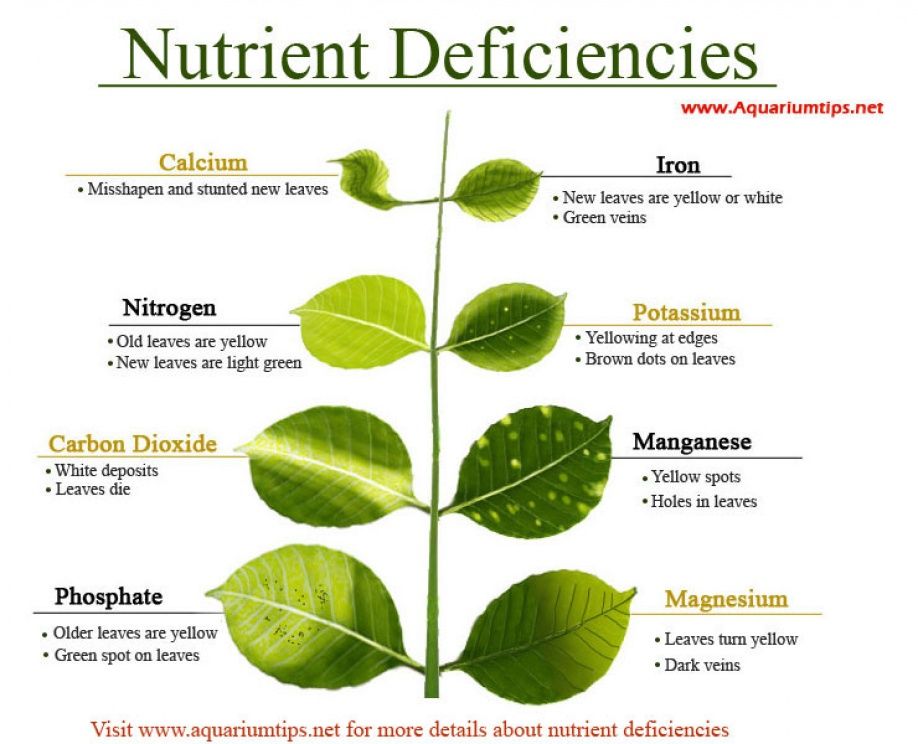 Nutrient Deficiencies
www.Aquariumtips.net
Calcium
• Misshapen and stunted new leaves
Iron
• New leaves are yellow or white
• Green veins
Nitrogen
• Old leaves are yellow
• New leaves are light green
Potassium
• Yellowing at edges
• Brown dots on leaves
Carbon Dioxide
• White deposits
• Leaves die
Manganese
• Yellow spots
• Holes in leaves
Phosphate
• Older leaves are yellow
• Green spot on leaves
Magnesium
• Leaves turn yellow
• Dark veins
Visit www.aquariumtips.net for more details about nutrient deficiencies